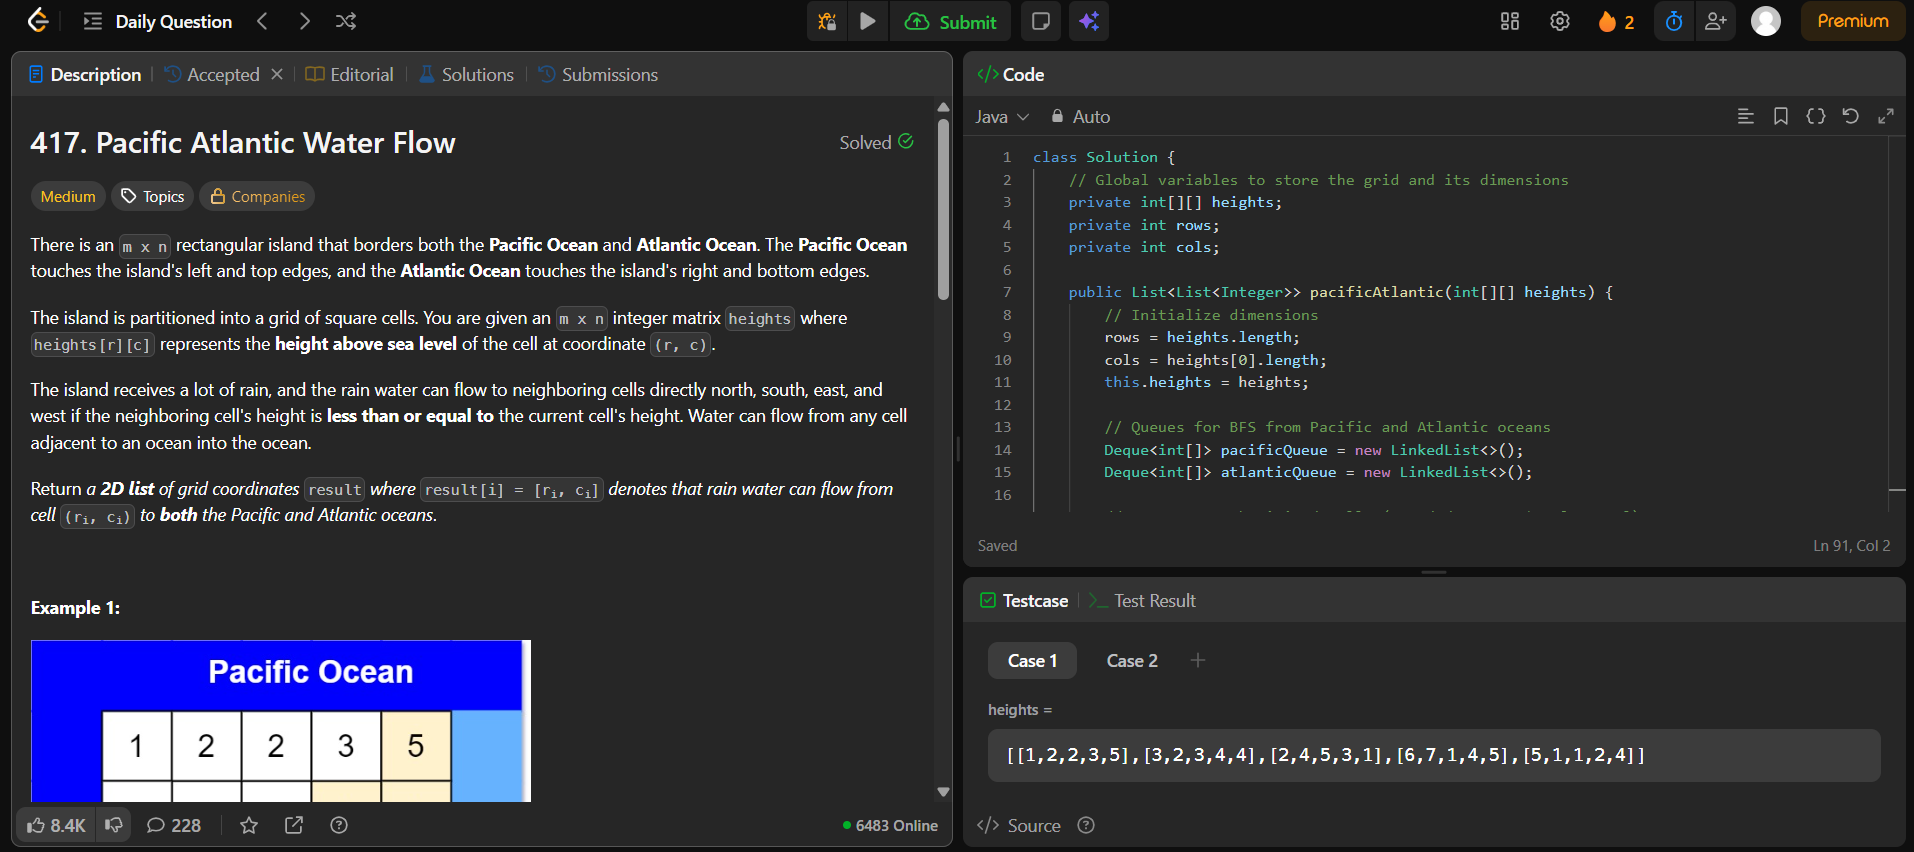 Daily Question
Submit
2
Premium
Description
Accepted
Editorial
Solutions
Submissions
417. Pacific Atlantic Water Flow
Solved
Medium
Topics
Companies
There is an m x n rectangular island that borders both the Pacific Ocean and Atlantic Ocean. The Pacific Ocean
touches the island's left and top edges, and the Atlantic Ocean touches the island's right and bottom edges.
The island is partitioned into a grid of square cells. You are given an m x n integer matrix heights where
heights[r][c] represents the height above sea level of the cell at coordinate (r, c).
The island receives a lot of rain, and the rain water can flow to neighboring cells directly north, south, east, and
west if the neighboring cell's height is less than or equal to the current cell's height. Water can flow from any cell
adjacent to an ocean into the ocean.
Return a 2D list of grid coordinates result where result[i] = [ri, ci] denotes that rain water can flow from
cell (ri, ci) to both the Pacific and Atlantic oceans.
Example 1:
Pacific Ocean
1 2 2 3 5
8.4K
228
6483 Online
</> Code
Java
Auto
1 class Solution {
2 // Global variables to store the grid and its dimensions
3 private int[][] heights;
4 private int rows;
5 private int cols;
6
7 public List<List<Integer>> pacificAtlantic(int[][] heights) {
8 // Initialize dimensions
9 rows = heights.length;
10 cols = heights[0].length;
11 this.heights = heights;
12
13 // Queues for BFS from Pacific and Atlantic oceans
14 Deque<int[]> pacificQueue = new LinkedList<>();
15 Deque<int[]> atlanticQueue = new LinkedList<>();
16
Saved
Ln 91, Col 2
Testcase
>_ Test Result
Case 1
Case 2
+
heights =
[[1,2,2,3,5],[3,2,3,4,4],[2,4,5,3,1],[6,7,1,4,5],[5,1,1,2,4]]
</> Source